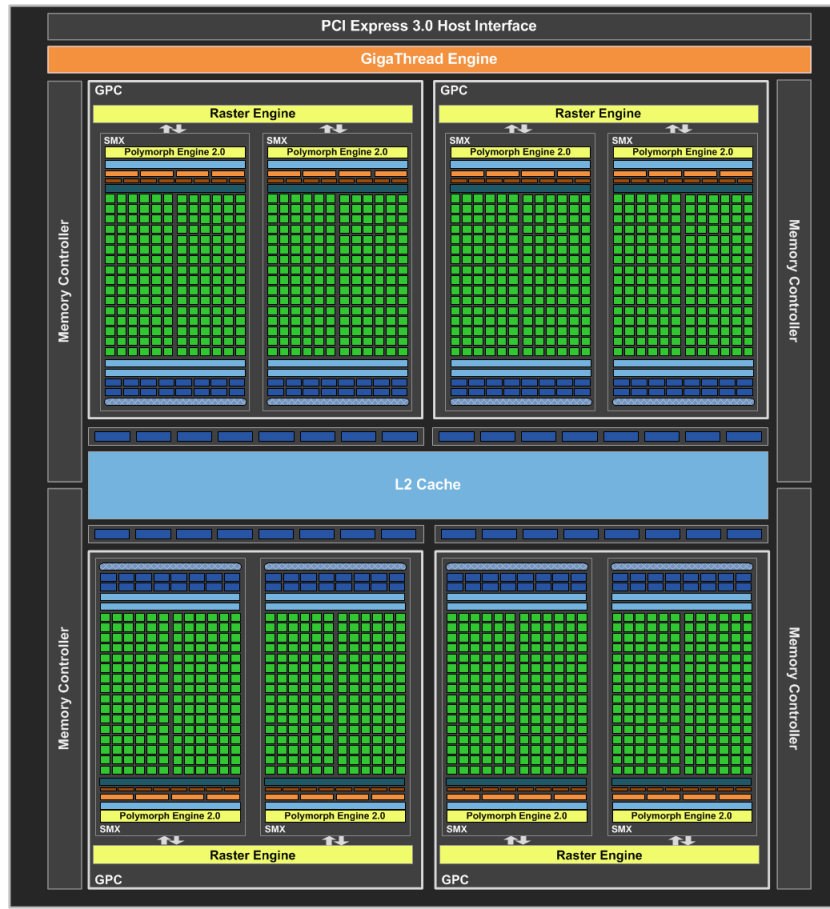 PCI Express 3.0 Host Interface
GigaThread Engine
GPC
GPC
Raster Engine
Raster Engine
SMX
SMX
SMX
SMX
Polymorph Engine 2.0
Polymorph Engine 2.0
Polymorph Engine 2.0
Polymorph Engine 2.0
Memory Controller
Memory Controller
L2 Cache
Memory Controller
Memory Controller
Polymorph Engine 2.0
Polymorph Engine 2.0
Polymorph Engine 2.0
Polymorph Engine 2.0
SMX
SMX
SMX
SMX
Raster Engine
Raster Engine
GPC
GPC